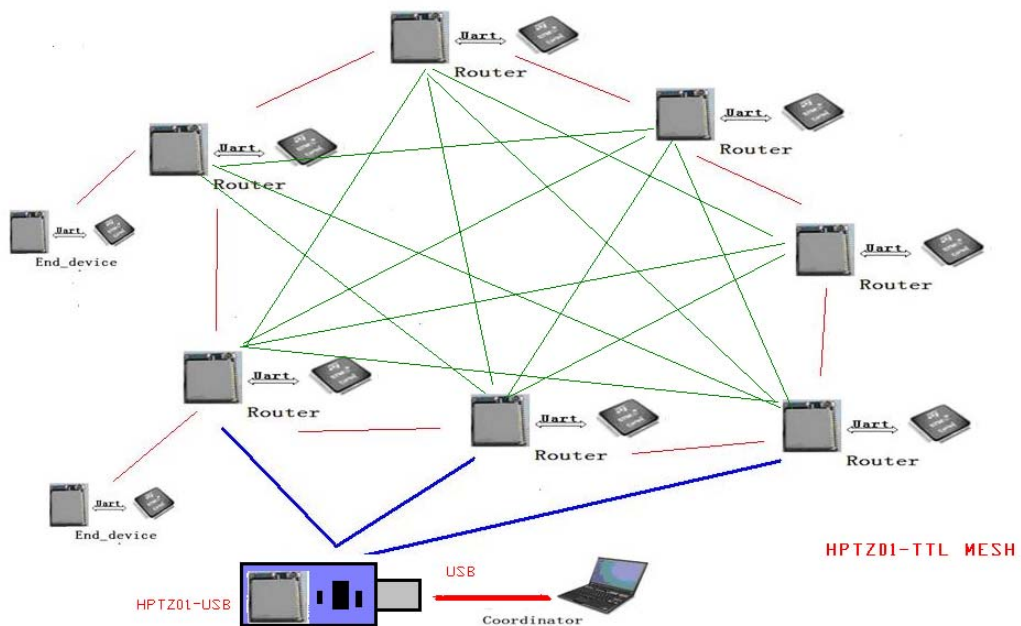 Uart
Router
Uart
Router
Uart
Router
Uart
End_device
Uart
Router
Uart
Router
Uart
Router
Uart
Router
Uart
End_device
HPTZ01-TTL MESH
USB
HPTZ01-USB
Coordinator